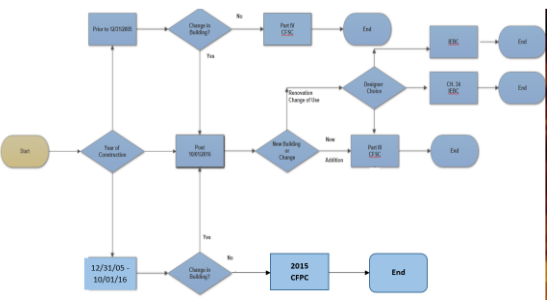 Prior to 12/31/2005
Change in
Building?
No
Part IV
CFSC
End
Yes
IEBC
End
Renovation
Change of Use
Designer
Choice
CH. 34
IEBC
End
Start
Year of
Construction
Post
10/01/2016
New Building
or
Change
New
Addition
Part III
CFSC
End
Yes
12/31/05 -
10/01/16
Change in
Building?
No
2015
CFPC
End